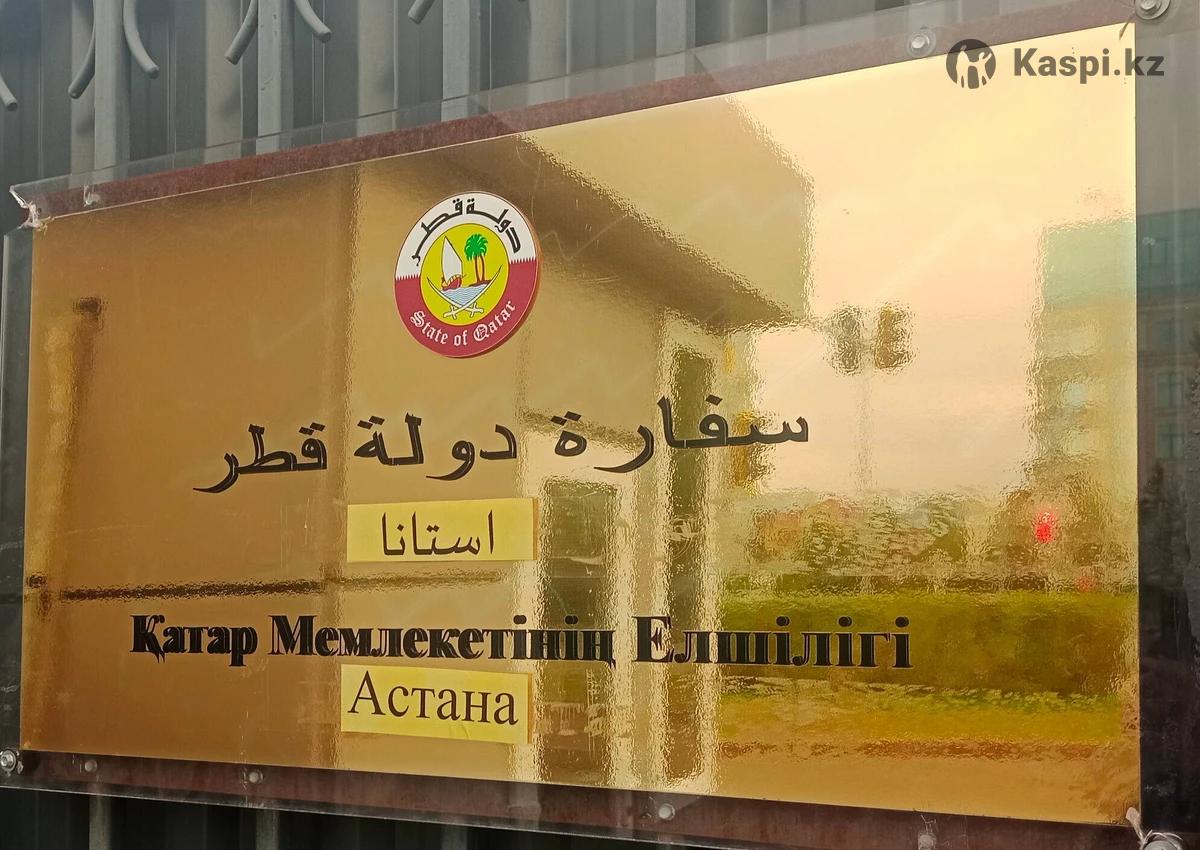 Kaspi.kz
دولة قطر
State of Qatar
سفارة دولة قطر
استانا
Қатар Мемлекетінің Елшілігі
Астана